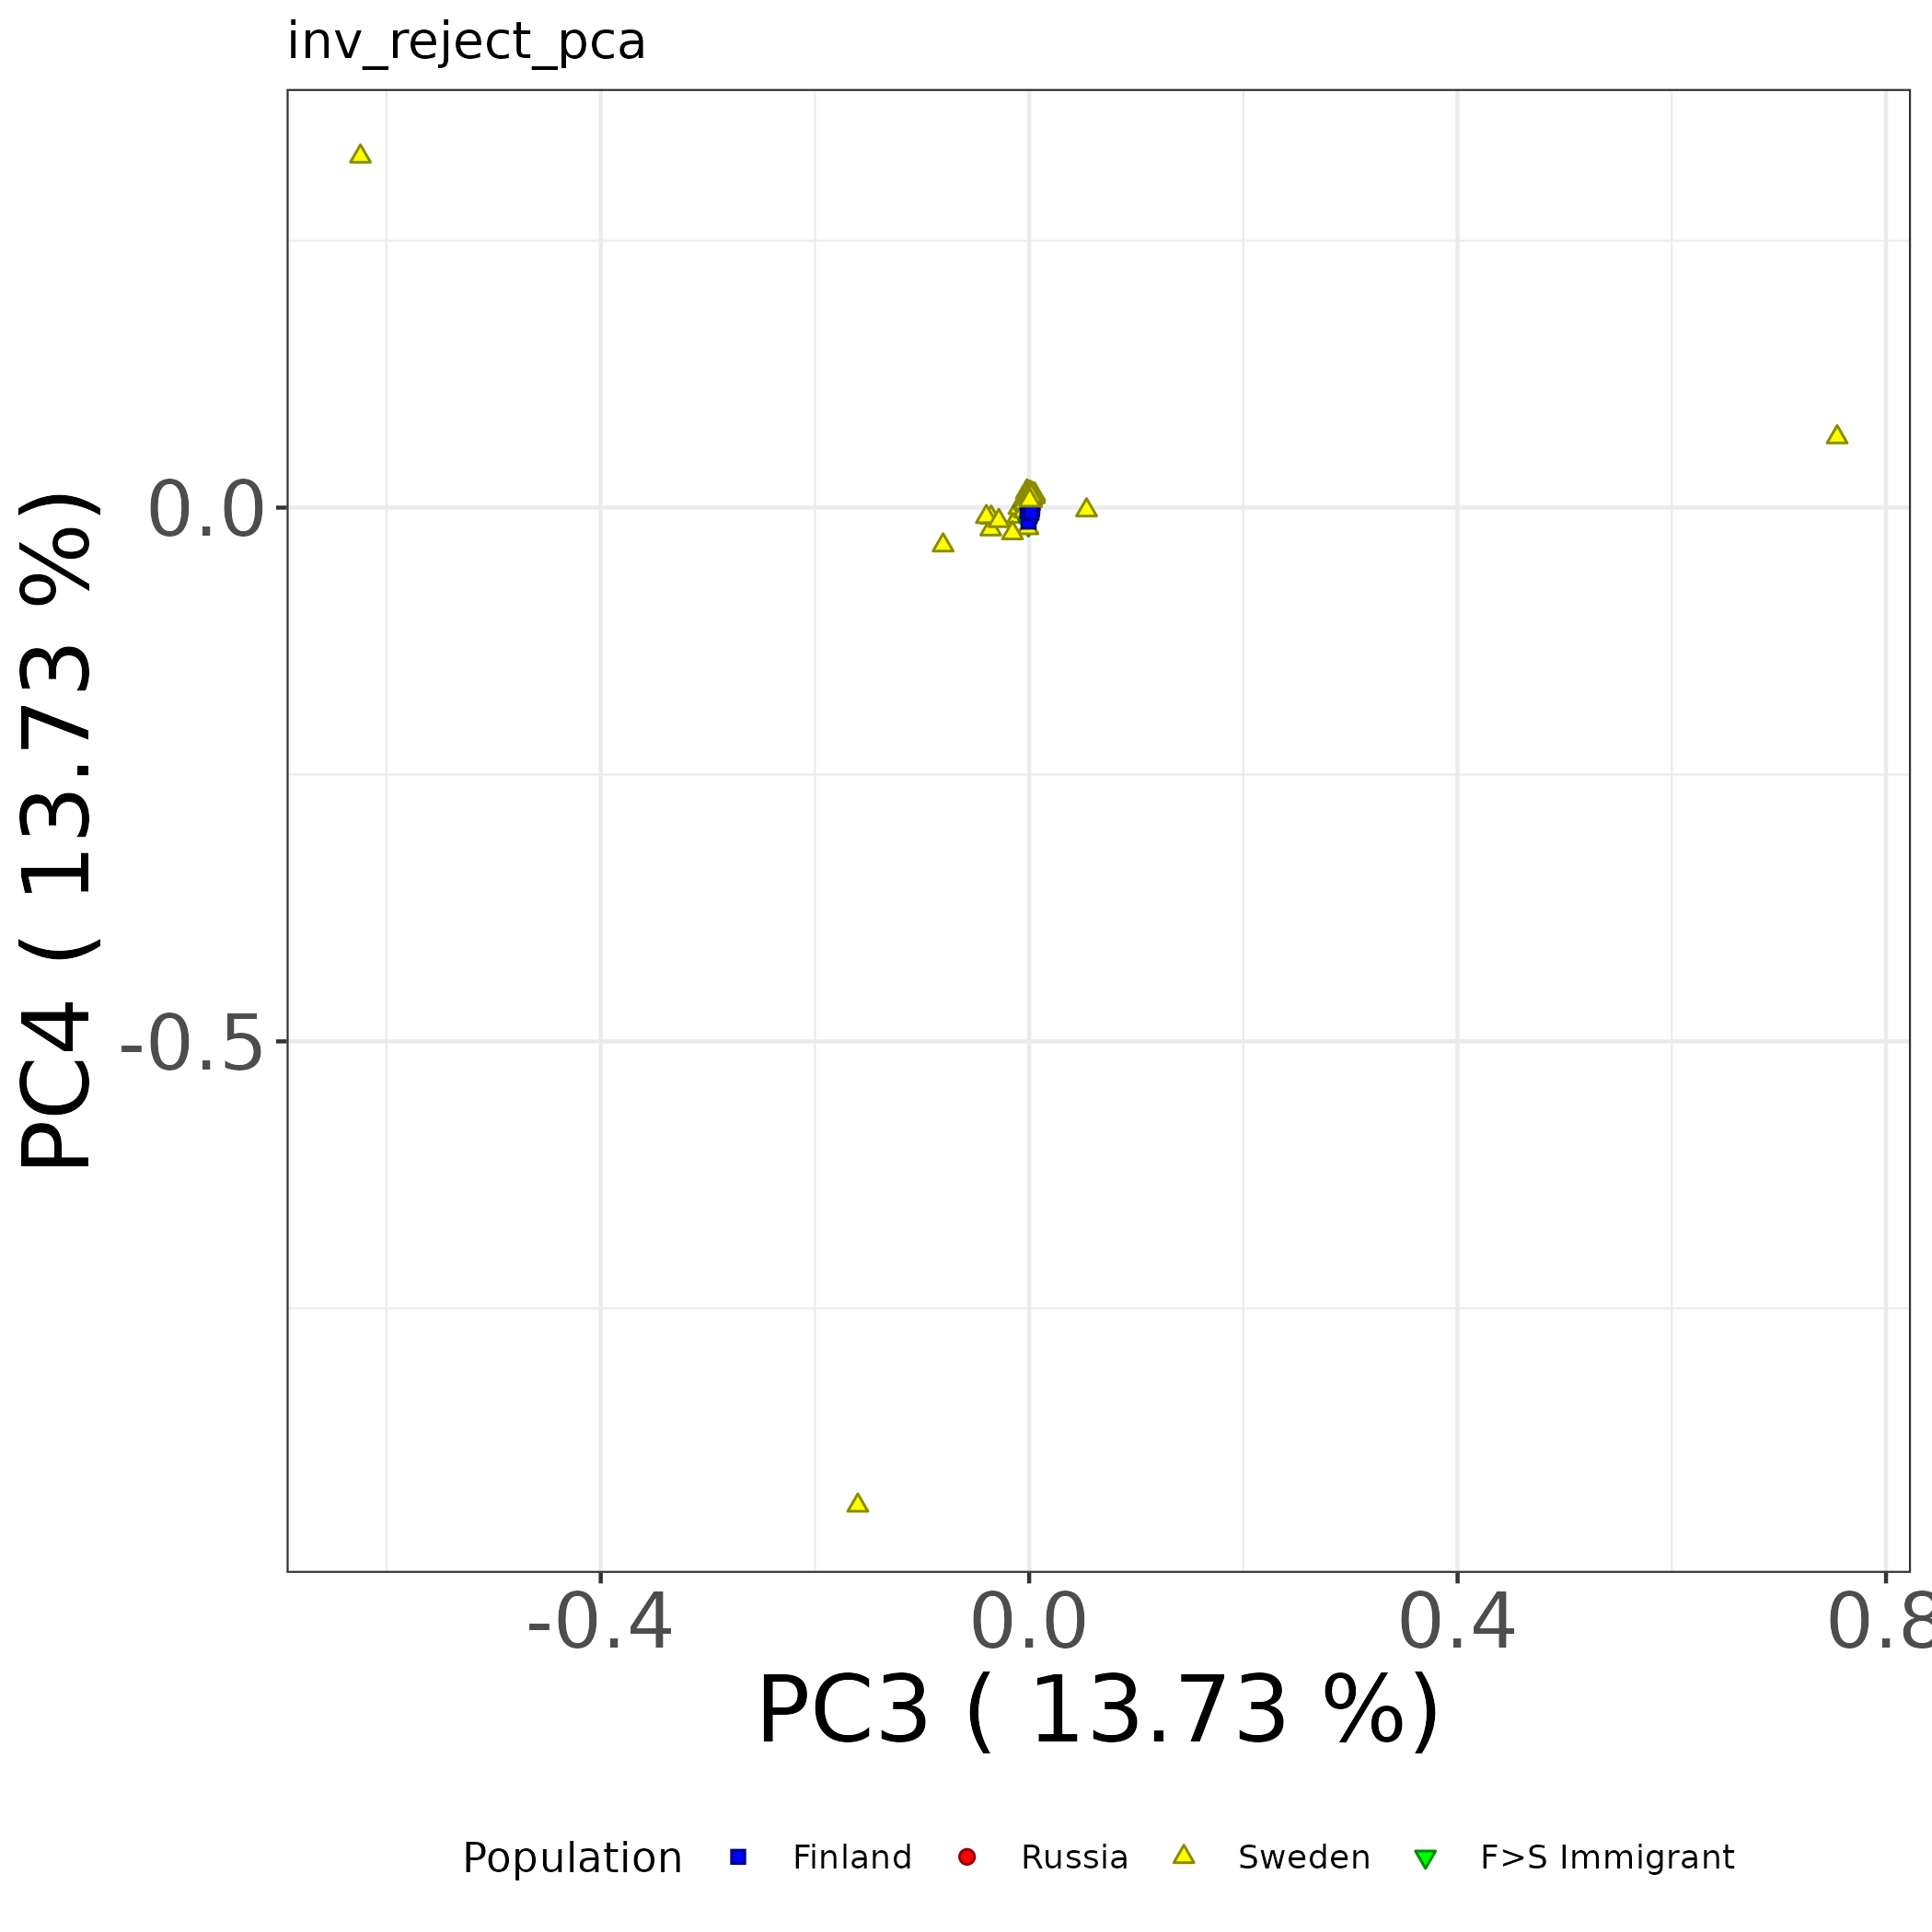 inv_reject_pca
PC4 ( 13.73 %)
0.0
-0.5
-0.4
0.0
0.4
0.8
PC3 ( 13.73 %)
Population
Finland
Russia
Sweden
F>S Immigrant